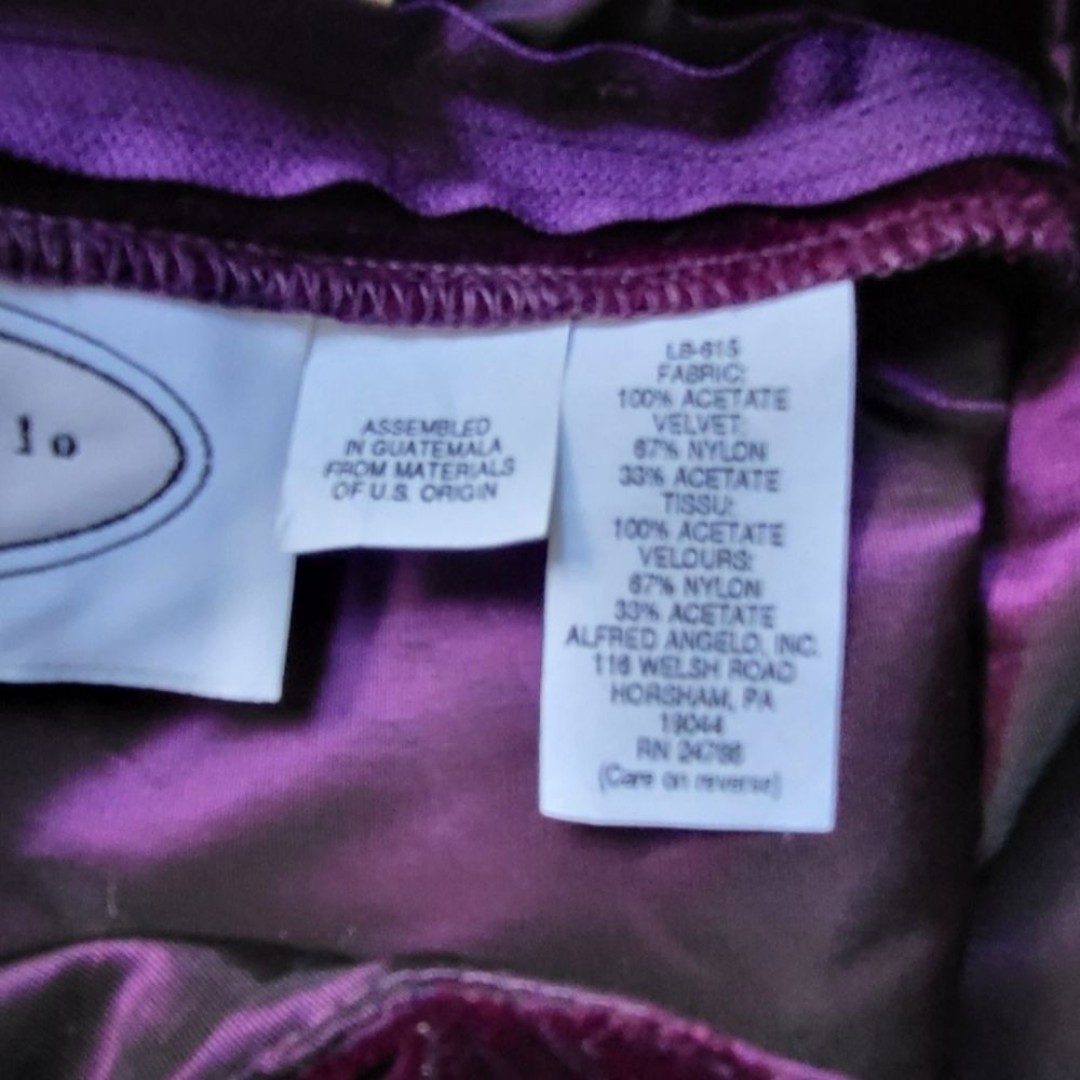 lo
ASSEMBLED
IN GUATEMALA
FROM MATERIALS
OF U.S. ORIGIN
LB-615
FABRIC:
100% ACETATE
VELVET:
67% NYLON
33% ACETATE
TISSU:
100% ACETATE
VELOURS:
67% NYLON
33% ACETATE
ALFRED ANGELO, INC.
116 WELSH ROAD
HORSHAM, PA
19044
RN 24798
(Care on reverse)